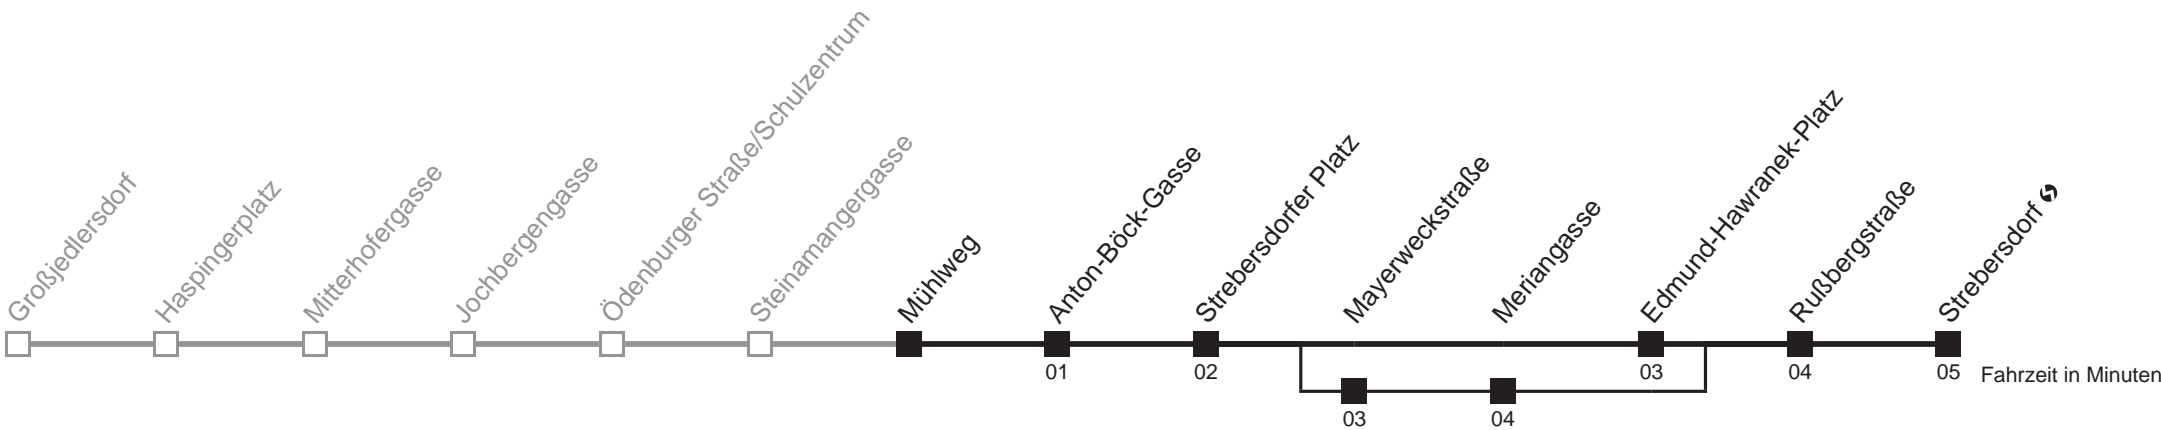 Großjedlersdorf
Haspingerplatz
Mitterhofergasse
Jochbergengasse
Ödenburger Straße/Schulzentrum
Steinamangergasse
Mühlweg
Anton-Böck-Gasse
Strebersdorfer Platz
Mayerweckstraße
Meriangasse
Edmund-Hawranek-Platz
Rußbergstraße
Strebersdorf
01
02
03
04
05
Fahrzeit in Minuten
03
04